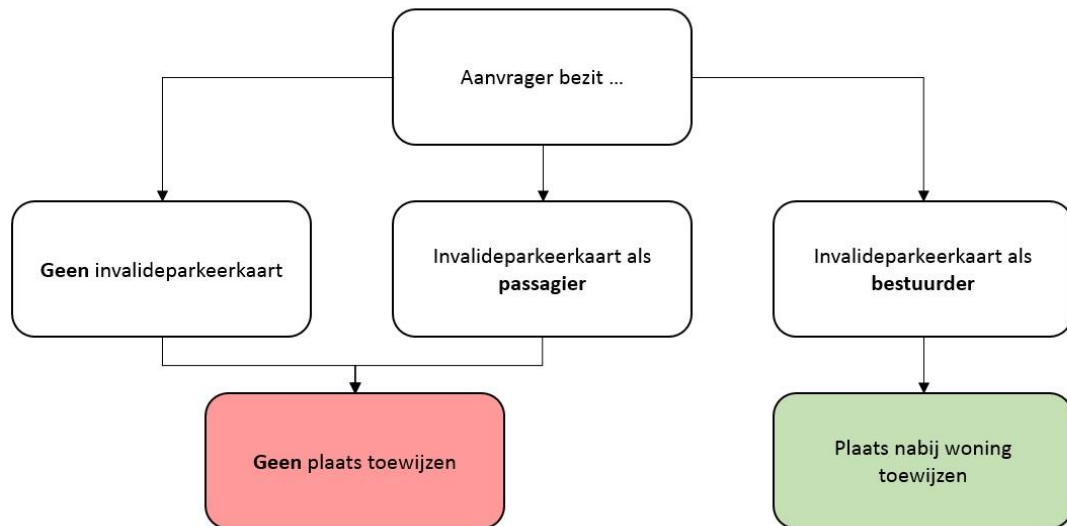 Aanvrager bezit ...
Geen invalideparkeerkaart
Invalideparkeerkaart als
passagier
Invalideparkeerkaart als
bestuurder
Geen plaats toewijzen
Plaats nabij woning
toewijzen